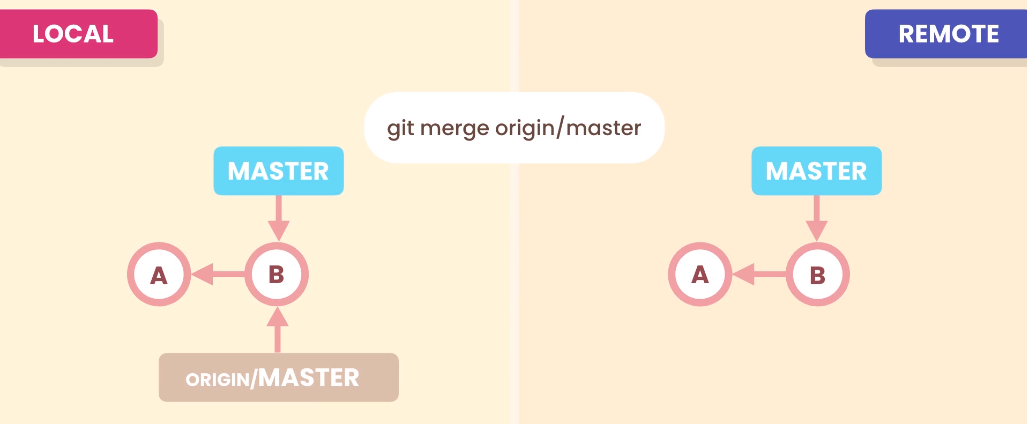 LOCAL
REMOTE
git merge origin/master
MASTER
MASTER
A
B
A
B
ORIGIN/MASTER